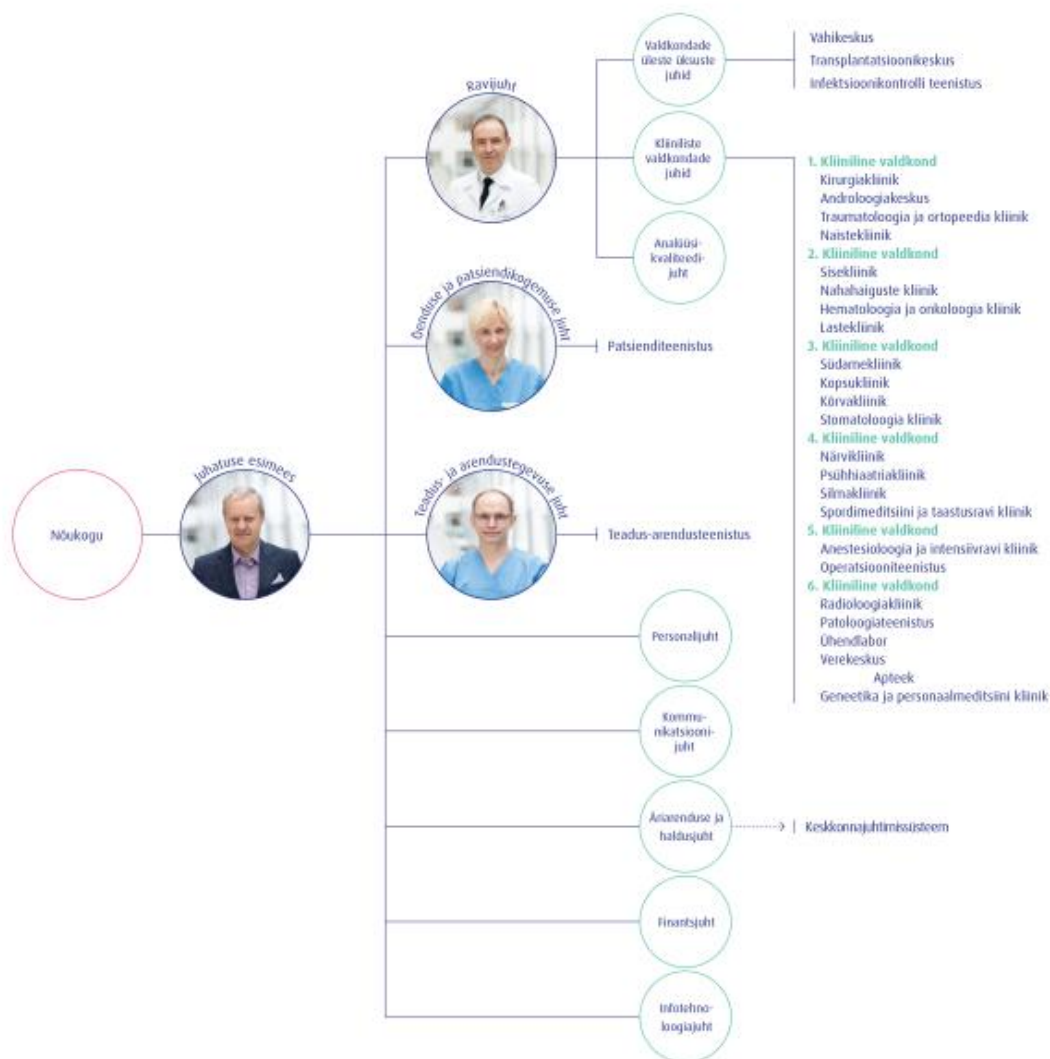 Nõukogu
Juhatuse esimees
Ravijuht
Valdkondade
üleste üksuste
juhid
Vähikeskus
Transplantatsioonikeskus
Infektsioonikontrolli teenistus
Kliiniliste
valdkondade
juhid
1. Kliiniline valdkond
Kirurgiakliinik
Androloogiakeskus
Traumatoloogia ja ortopeedia kliinik
Naistekliinik
2. Kliiniline valdkond
Sisekliinik
Nahahaiguste kliinik
Hematoloogia ja onkoloogia kliinik
Lastekliinik
3. Kliiniline valdkond
Südamekliinik
Kopsukliinik
Kõrvakliinik
Stomatoloogia kliinik
4. Kliiniline valdkond
Närvikliinik
Psühhiaatriakliinik
Silmakliinik
Spordimeditsiini ja taastusravi kliinik
5. Kliiniline valdkond
Anestesioloogia ja intensiivravi kliinik
Operatsiooniteenistus
6. Kliiniline valdkond
Radioloogiakliinik
Patoloogiateenistus
Ühendlabor
Verekeskus
Apteek
Geneetika ja personaalmeditsiini kliinik
Analüüsi-
kvaliteedi-
juht
Õenduse ja patsiendikogemuse juht
Patsienditeenistus
Teadus- ja arendustegevuse juht
Teadus-arendusteenistus
Personalijuht
Kommu-
nikatsiooni-
juht
Äriarenduse ja
haldusjuht
Keskkonnajuhtimissüsteem
Finantsjuht
Infotehno-
loogiajuht